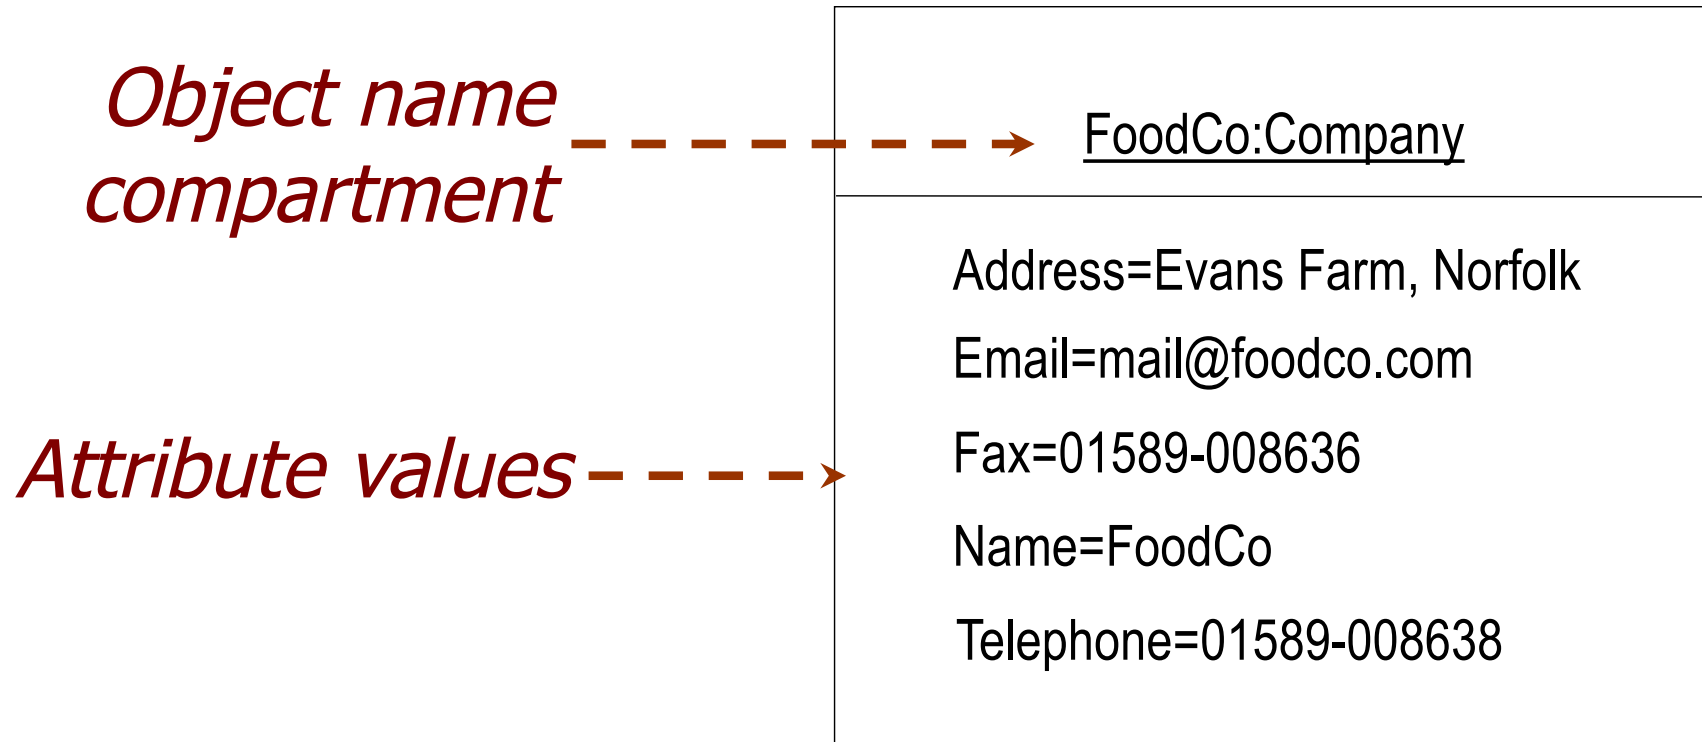 Object name
compartment
FoodCo:Company
Address=Evans Farm, Norfolk
Email=mail@foodco.com
Attribute values
Fax=01589-008636
Name=FoodCo
Telephone=01589-008638